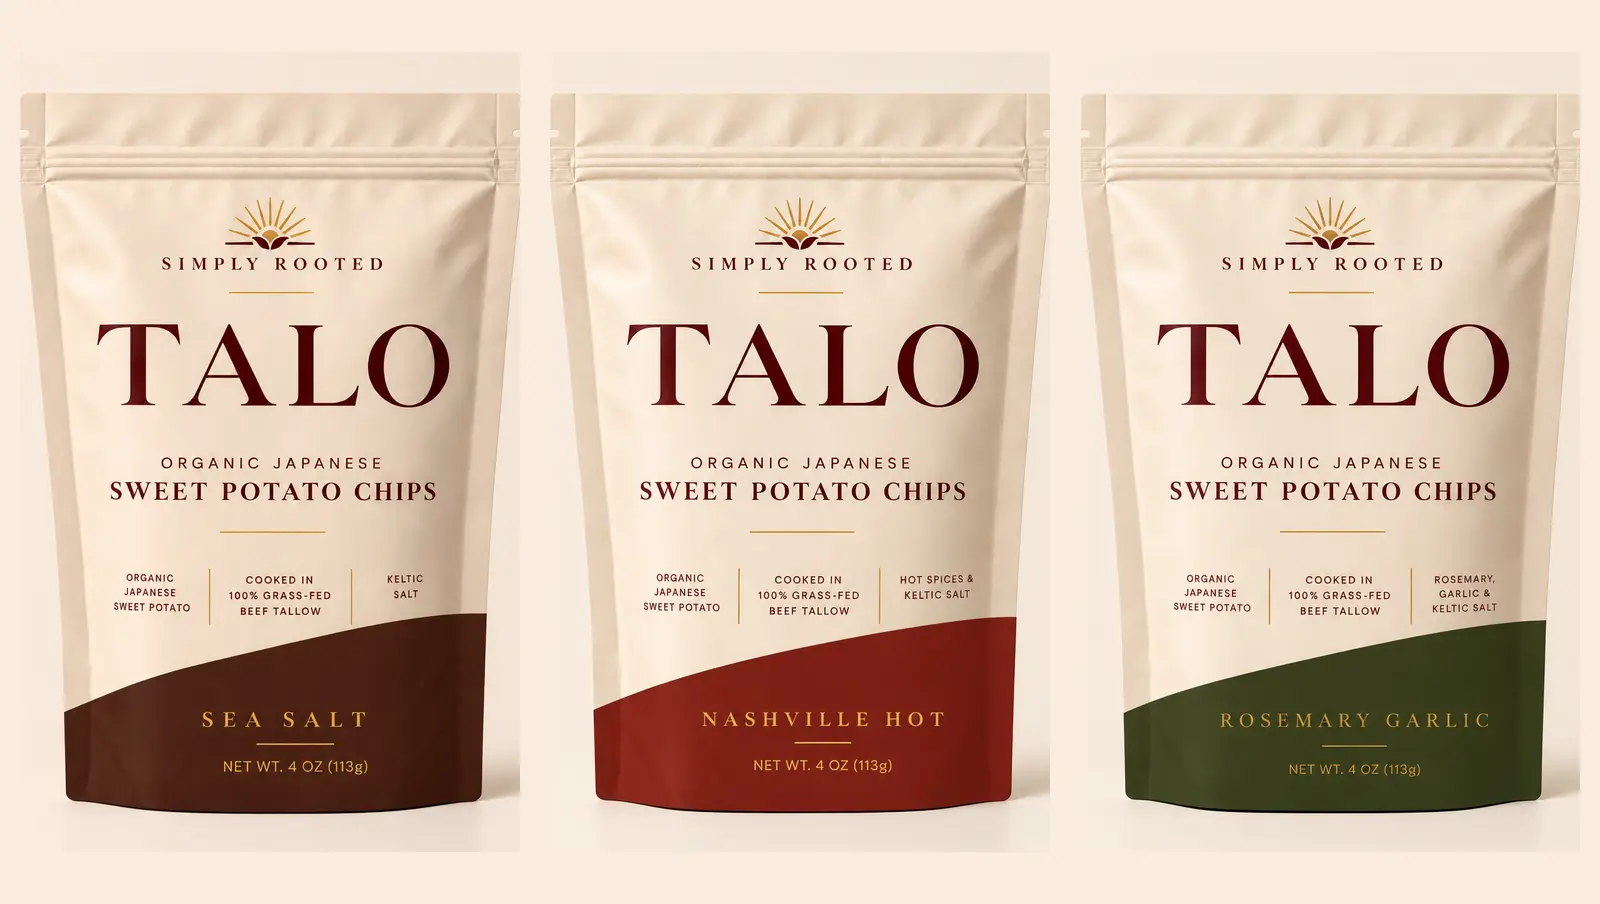 SIMPLY ROOTED
TALO
ORGANIC JAPANESE
SWEET POTATO CHIPS
ORGANIC
JAPANESE
SWEET POTATO
COOKED IN
100% GRASS-FED
BEEF TALLOW
KELTIC
SALT
SEA SALT
NET WT. 4 OZ (113g)
SIMPLY ROOTED
TALO
ORGANIC JAPANESE
SWEET POTATO CHIPS
ORGANIC
JAPANESE
SWEET POTATO
COOKED IN
100% GRASS-FED
BEEF TALLOW
HOT SPICES &
KELTIC SALT
NASHVILLE HOT
NET WT. 4 OZ (113g)
SIMPLY ROOTED
TALO
ORGANIC JAPANESE
SWEET POTATO CHIPS
ORGANIC
JAPANESE
SWEET POTATO
COOKED IN
100% GRASS-FED
BEEF TALLOW
ROSEMARY,
GARLIC &
KELTIC SALT
ROSEMARY GARLIC
NET WT. 4 OZ (113g)